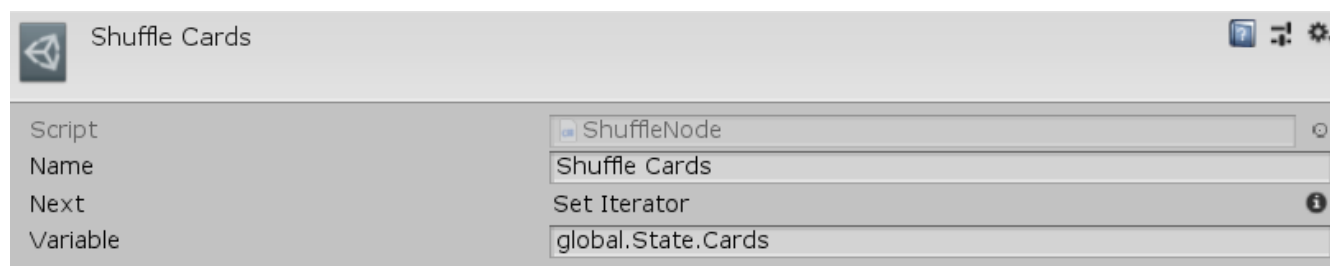 Shuffle Cards
Script ShuffleNode
Name Shuffle Cards
Next Set Iterator
Variable global.State.Cards